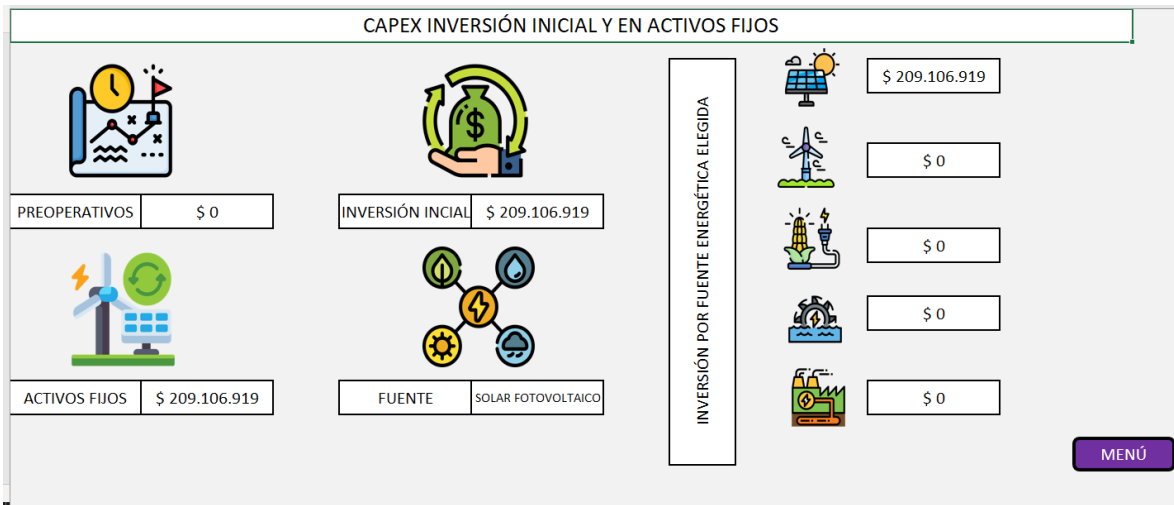 CAPEX INVERSIÓN INICIAL Y EN ACTIVOS FIJOS
PREOPERATIVOS $ 0
INVERSIÓN INCIAL $ 209.106.919
ACTIVOS FIJOS $ 209.106.919
FUENTE SOLAR FOTOVOLTAICO
INVERSIÓN POR FUENTE ENERGÉTICA ELEGIDA
$ 209.106.919
$ 0
$ 0
$ 0
$ 0
MENÚ